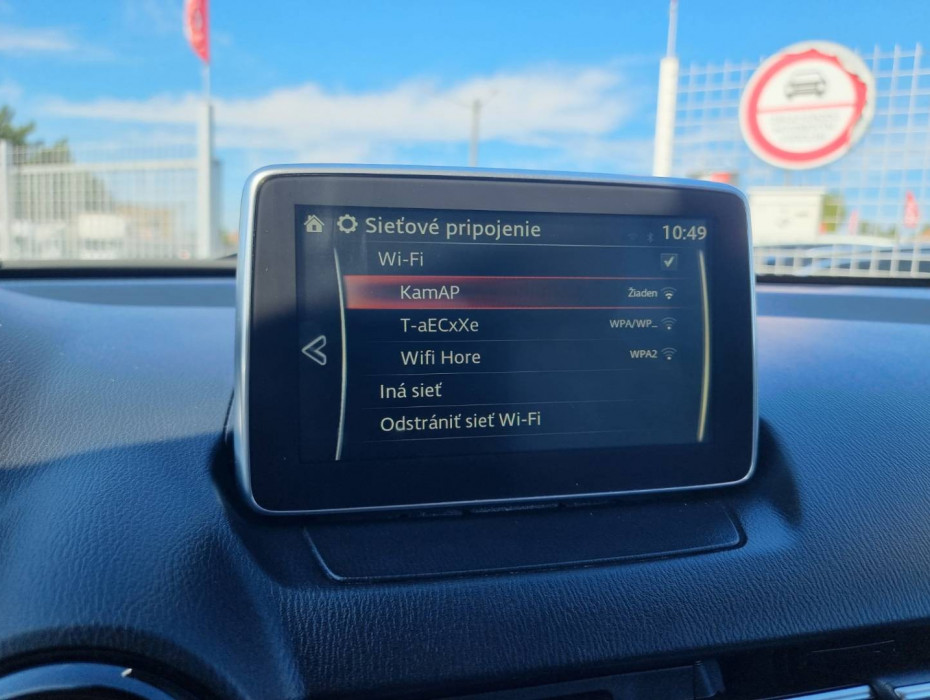 Sieťové pripojenie 10:49
Wi-Fi
KamAP Žiaden
T-aECxXe WPA/WP...
Wifi Hore WPA2
Iná sieť
Odstrániť sieť Wi-Fi